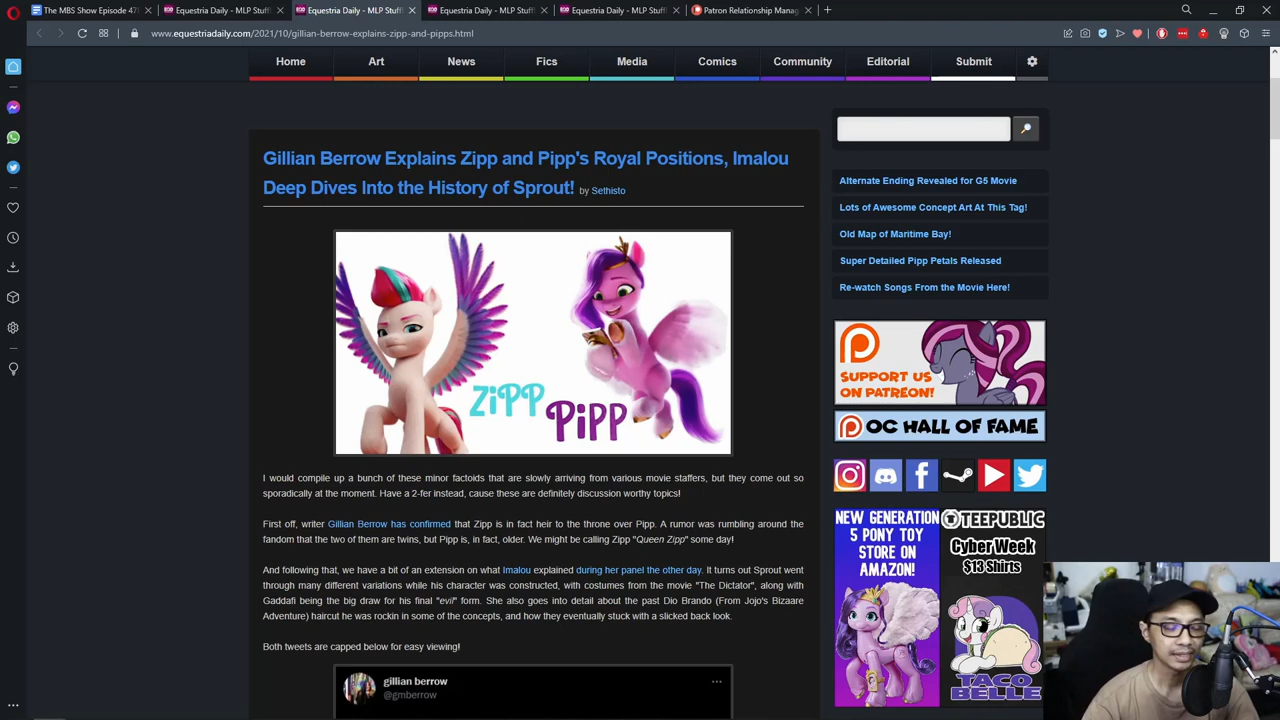 The MBS Show Episode 47
Equestria Daily - MLP Stuff
Equestria Daily - MLP Stuff!
Equestria Daily - MLP Stuff!
Equestria Daily - MLP Stuff!
Patron Relationship Mana
www.equestriadaily.com/2021/10/gillian-berrow-explains-zipp-and-pipps.html
Home
Art
News
Fics
Media
Comics
Community
Editorial
Submit
Gillian Berrow Explains Zipp and Pipp's Royal Positions, Imalou
Deep Dives Into the History of Sprout! by Sethisto
ZiPP
PiPP
I would compile up a bunch of these minor factoids that are slowly arriving from various movie staffers, but they come out so
sporadically at the moment. Have a 2-fer instead, cause these are definitely discussion worthy topics!
First off, writer Gillian Berrow has confirmed that Zipp is in fact heir to the throne over Pipp. A rumor was rumbling around the
fandom that the two of them are twins, but Pipp is, in fact, older. We might be calling Zipp "Queen Zipp" some day!
And following that, we have a bit of an extension on what Imalou explained during her panel the other day. It turns out Sprout went
through many different variations while his character was constructed, with costumes from the movie "The Dictator", along with
Gaddafi being the big draw for his final "evil" form. She also goes into detail about the past Dio Brando (From Jojo's Bizaare
Adventure) haircut he was rockin in some of the concepts, and how they eventually stuck with a slicked back look.
Both tweets are capped below for easy viewing!
gillian berrow
@gmberrow
Alternate Ending Revealed for G5 Movie
Lots of Awesome Concept Art At This Tag!
Old Map of Maritime Bay!
Super Detailed Pipp Petals Released
Re-watch Songs From the Movie Here!
SUPPORT US
ON PATREON!
OC HALL OF FAME
NEW GENERATION
5 PONY TOY
STORE ON
AMAZON!
TEEPUBLIC
Cyber Week
$13 Shirts
TACO
BELLE